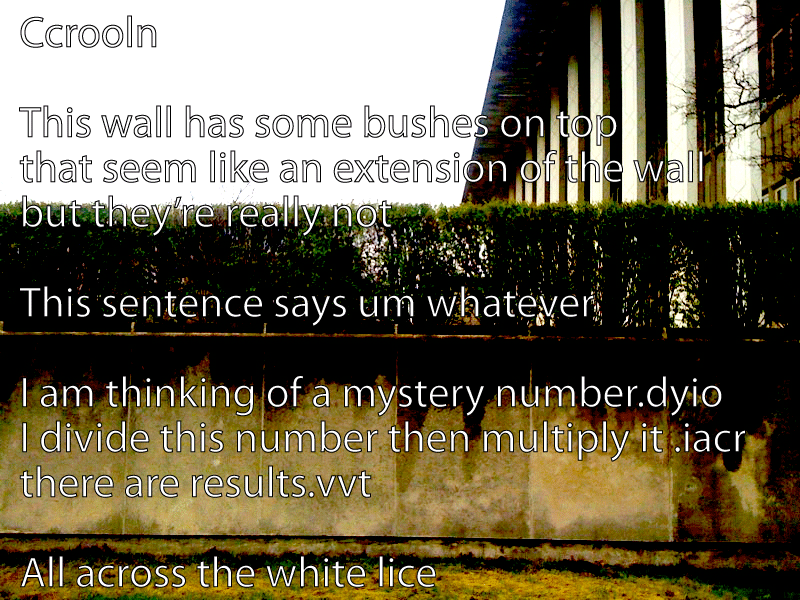 Ccrooln
This wall has some bushes on top
that seem like an extension of the wall
but they’re really not
This sentence says um whatever
I am thinking of a mystery number.dyio
I divide this number then multiply it .iacr
there are results.vvt
All across the white lice